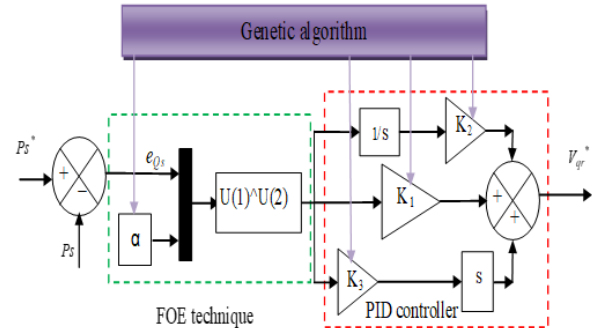 Genetic algorithm
Ps*
+
−
Ps
eQs
α
U(1)^U(2)
1/s
K2
K1
K3
s
+
+
Vqr*
FOE technique
PID controller